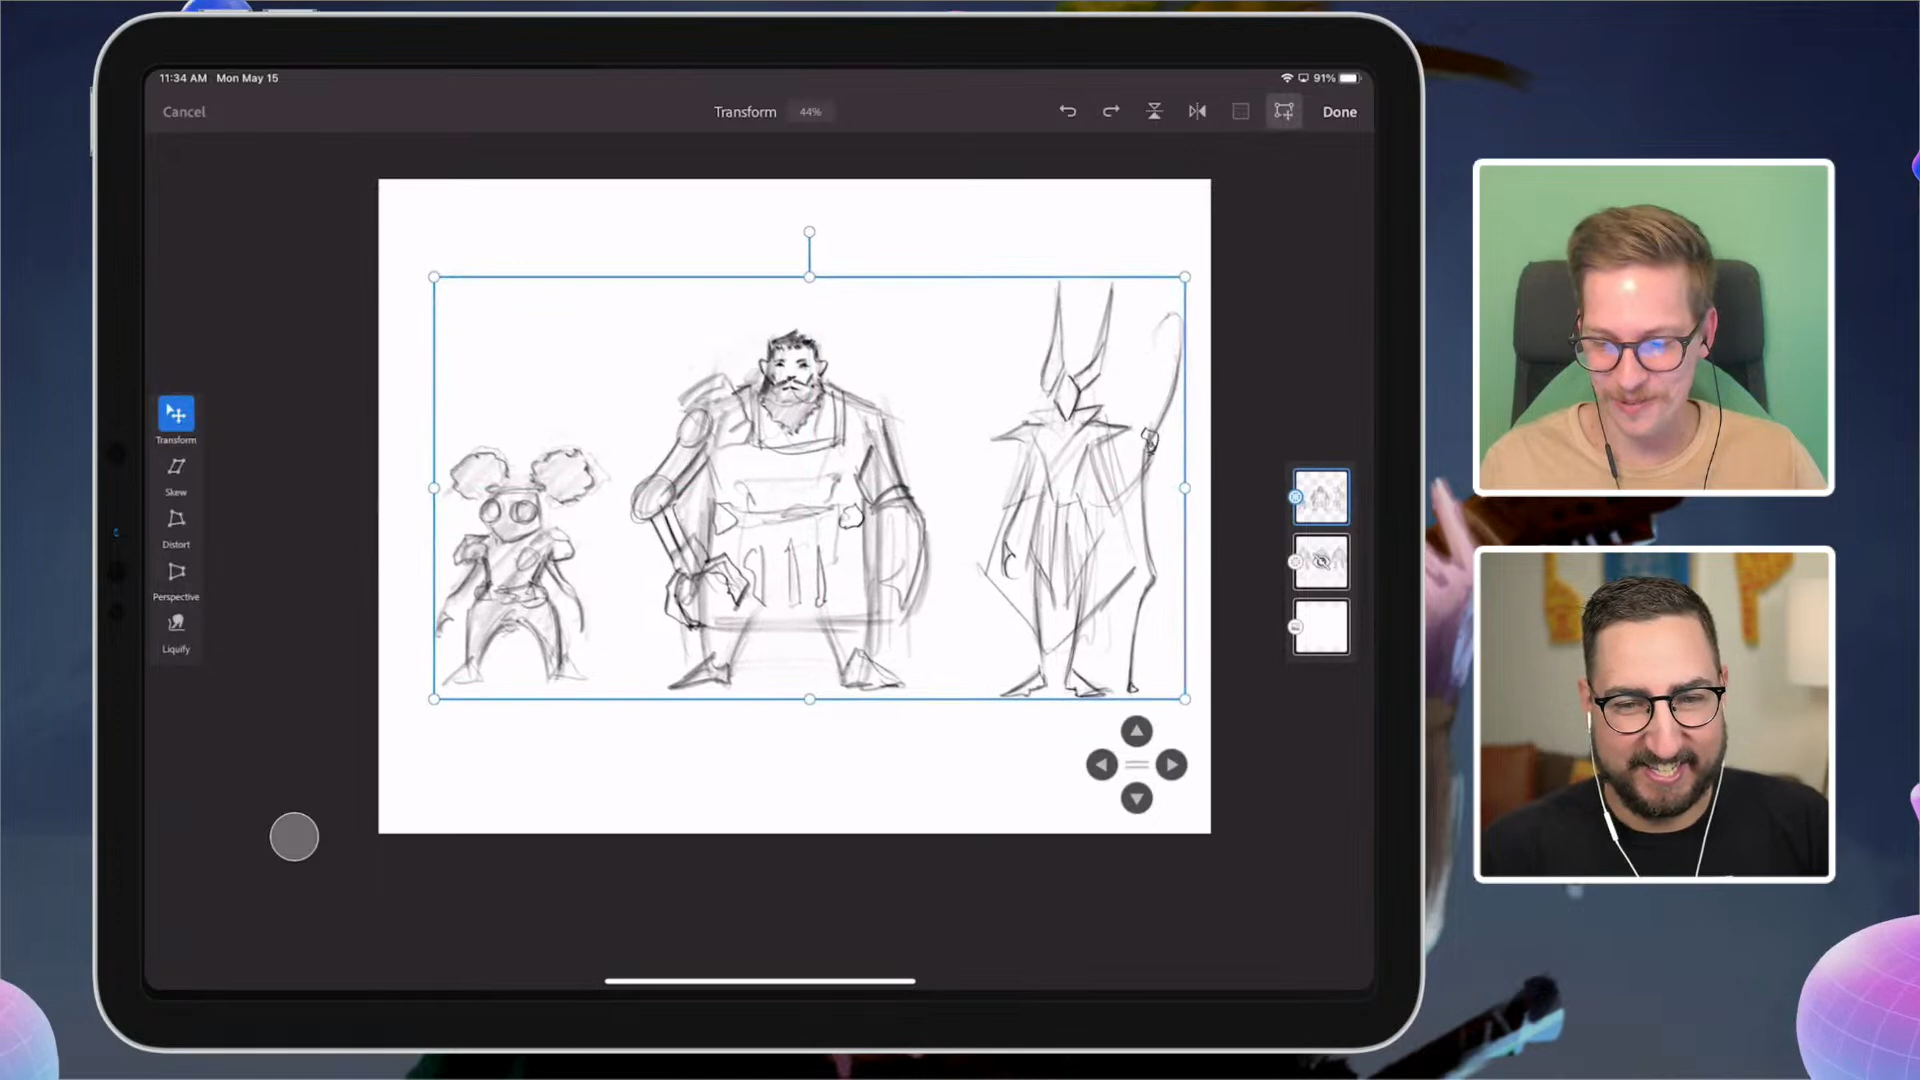 11:34 AM Mon May 15
91%
Cancel
Transform 44%
Done
Transform
Skew
Distort
Perspective
Liquify